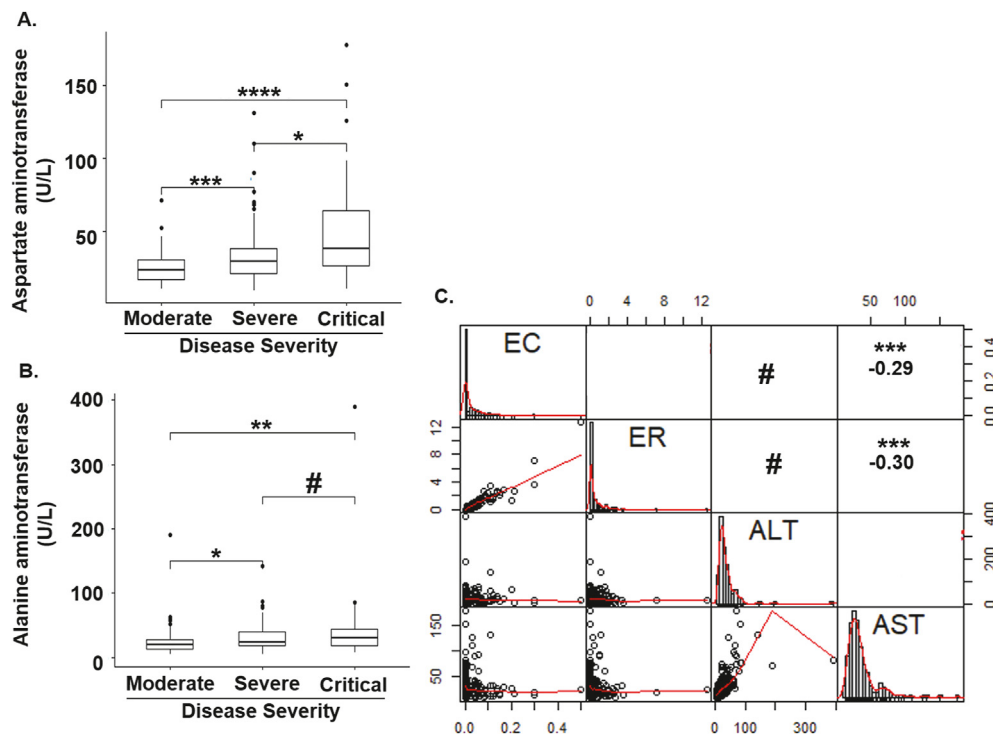 A.
Aspartate aminotransferase
(U/L)
150
100
50
****
*
***
Moderate Severe Critical
Disease Severity
B.
Alanine aminotransferase
(U/L)
400
300
200
100
0
**
#
*
Moderate Severe Critical
Disease Severity
C.
0 4 8 12
50 100
EC
#
***
-0.29
0.0 0.2 0.4
12
8
4
0
ER
#
***
-0.30
ALT
400
200
0
150
50
AST
0.0 0.2 0.4
0 100 300